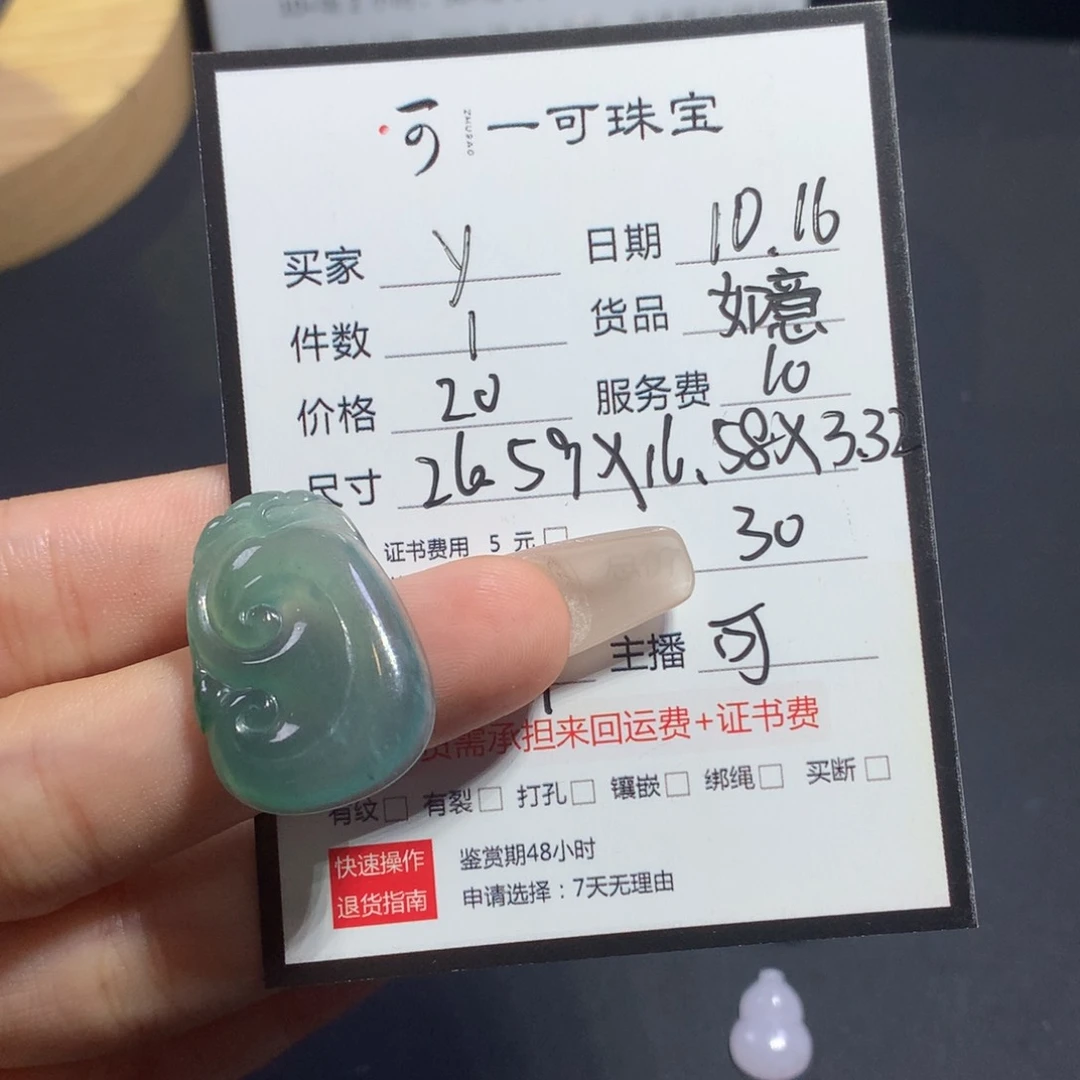 一可 ZHUBAO 一可珠宝
买家 y 日期 10.16
件数 1 货品 如意
价格 20 服务费 10
尺寸 26.59X16.58X3.32
证书费用 5 元□ 30
主播 可
需承担来回运费+证书费
有纹□ 有裂□ 打孔□ 镶嵌□ 绑绳□ 买断□
快速操作 鉴赏期48小时
退货指南 申请选择：7天无理由